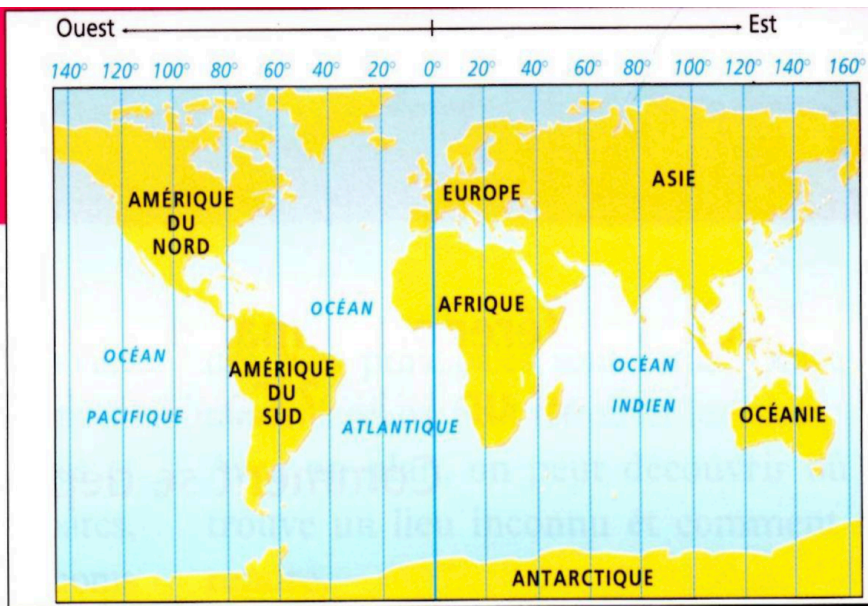 Ouest Est
140° 120° 100° 80° 60° 40° 20° 0° 20° 40° 60° 80° 100° 120° 140° 160°
AMÉRIQUE
DU
NORD
EUROPE
ASIE
OCÉAN
AFRIQUE
OCÉAN
PACIFIQUE
AMÉRIQUE
DU
SUD
ATLANTIQUE
OCÉAN
INDIEN
OCÉANIE
ANTARCTIQUE